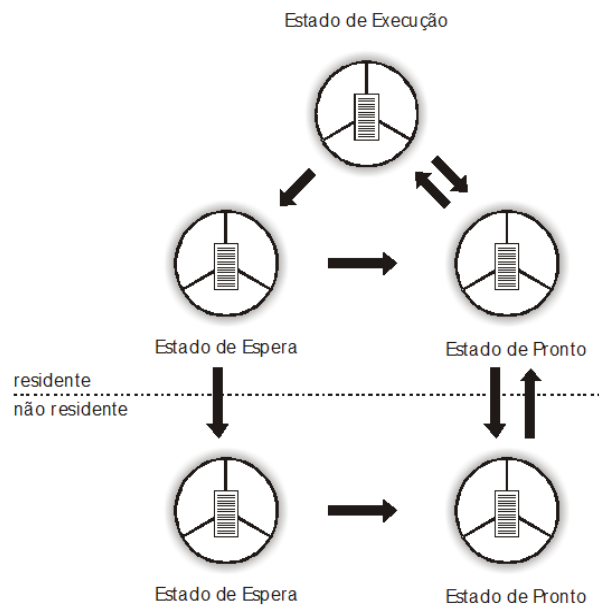 Estado de Execução
Estado de Espera
Estado de Pronto
residente
não residente
Estado de Espera
Estado de Pronto